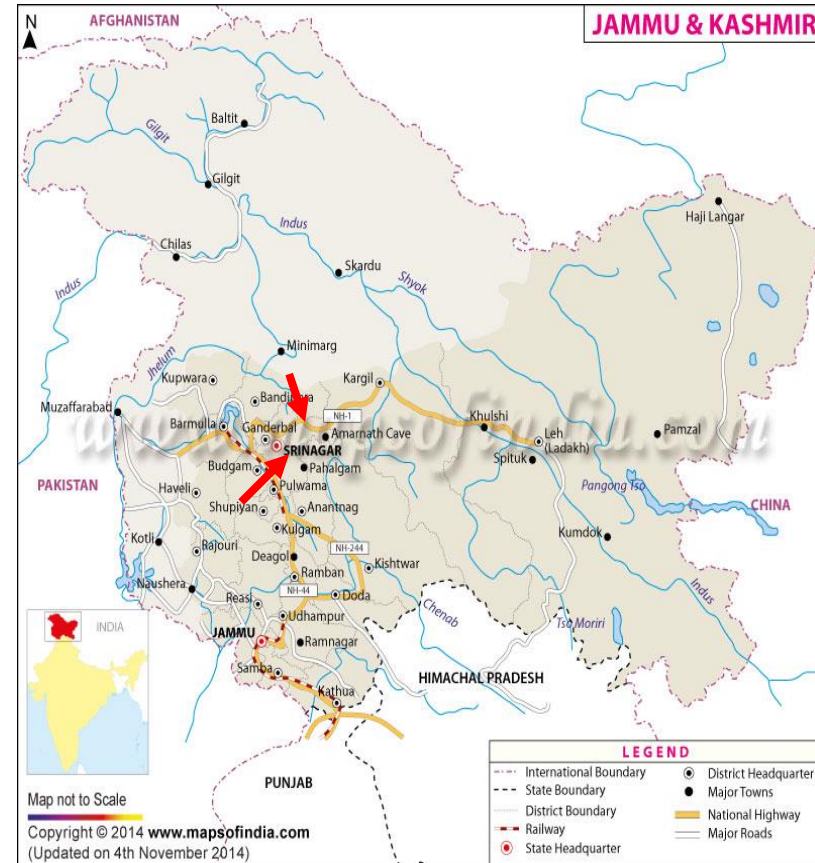 N
AFGHANISTAN
JAMMU & KASHMIR
Baltit
Gilgit
Gilgit
Haji Langar
Indus
Chilas
Skardu
Shyok
Indus
Minimarg
Jhelum
Kupwara
Kargil
Muzaffarabad
NH-1
Barmulla
Ganderbal
Amarnath Cave
Khulshi
Leh
(Ladakh)
Pamzal
www.mapsofindia.com
SRINAGAR
Budgam
Pahalgam
Spituk
PAKISTAN
Haveli
Pulwama
Pangong Tso
CHINA
Shupiyan
Anantnag
Kumdok
Kotli
Rajouri
Kulgam
NH-244
Deagol
Kishtwar
Naushera
Ramban
Reasi
NH-44
Doda
Chenab
Indus
INDIA
Udhampur
Tso Moriri
JAMMU
Ramnagar
Samba
HIMACHAL PRADESH
Kathua
PUNJAB
LEGEND
International Boundary
State Boundary
District Boundary
Railway
State Headquarter
District Headquarter
Major Towns
National Highway
Major Roads
Map not to Scale
Copyright © 2014 www.mapsofindia.com
(Updated on 4th November 2014)